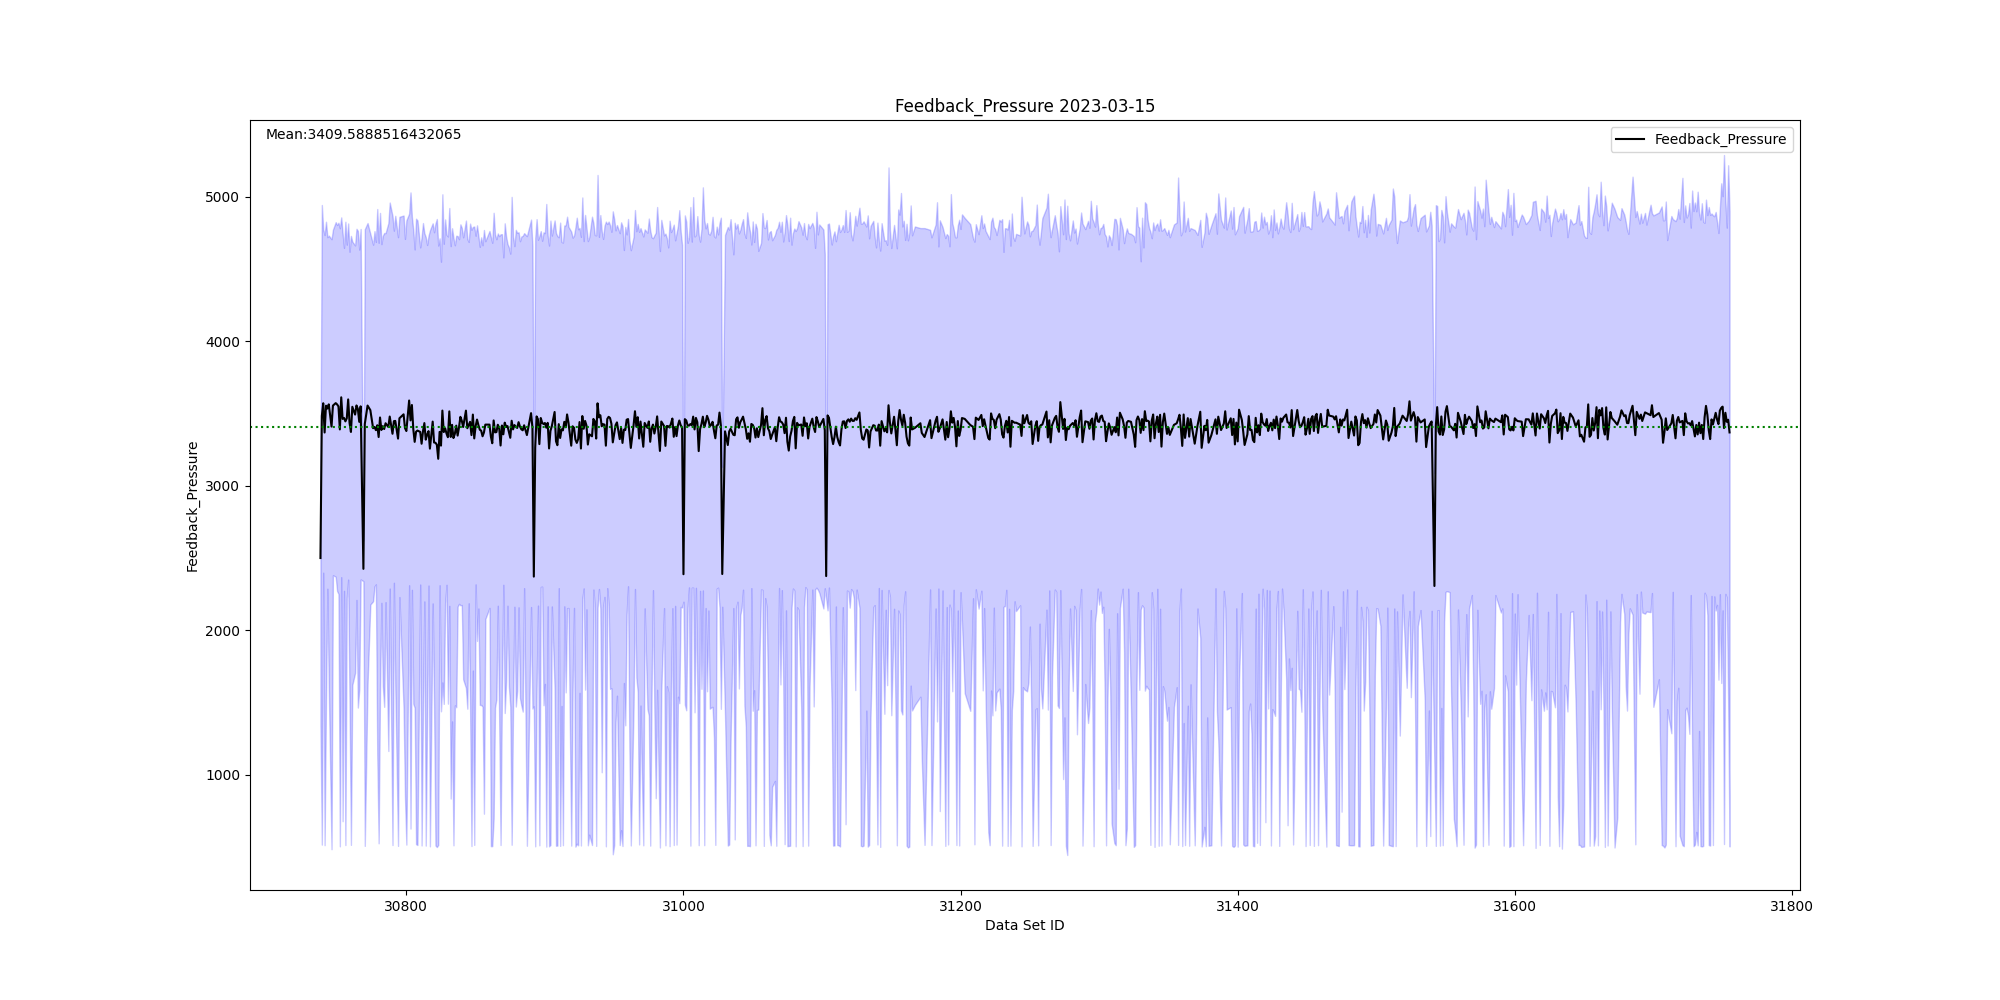 Feedback_Pressure 2023-03-15
Mean:3409.5888516432065
Feedback_Pressure
5000
4000
3000
2000
1000
Feedback_Pressure
30800
31000
31200
31400
31600
31800
Data Set ID